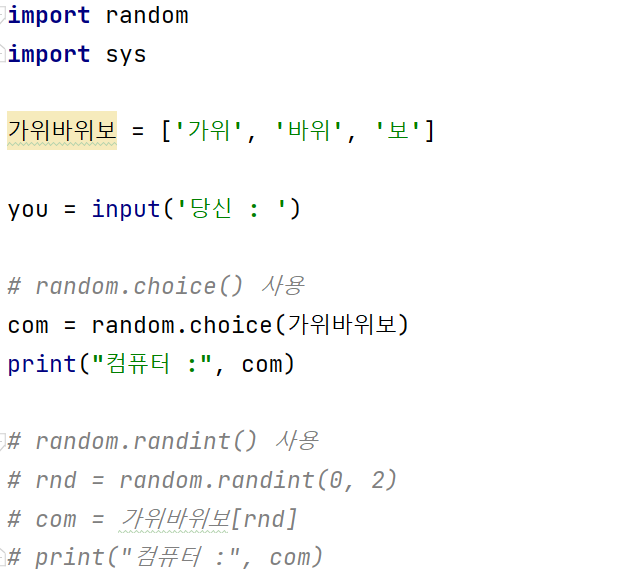 import random
import sys
가위바위보 = ['가위', '바위', '보']
you = input('당신 : ')
# random.choice() 사용
com = random.choice(가위바위보)
print("컴퓨터 :", com)
# random.randint() 사용
# rnd = random.randint(0, 2)
# com = 가위바위보[rnd]
# print("컴퓨터 :", com)